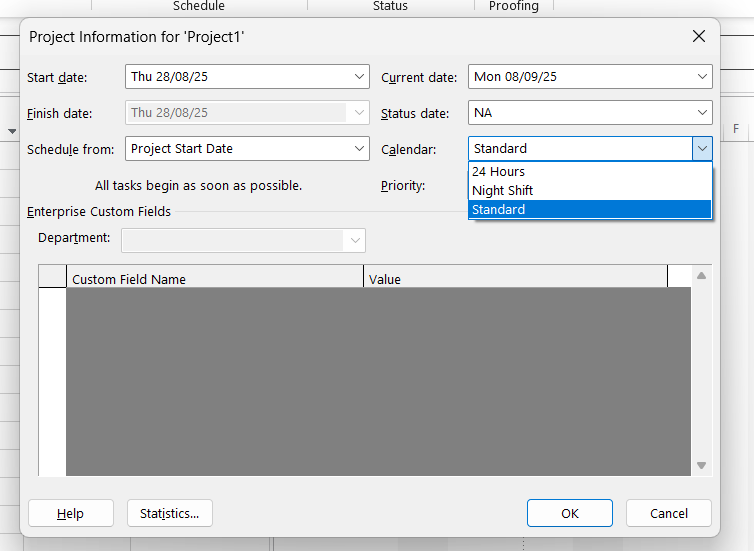 Schedule Status Proofing
Project Information for 'Project1'
Start date: Thu 28/08/25 Current date: Mon 08/09/25
Finish date: Thu 28/08/25 Status date: NA
F
Schedule from: Project Start Date Calendar: Standard
24 Hours
All tasks begin as soon as possible. Priority:
Night Shift
Standard
Enterprise Custom Fields
Department:
Custom Field Name Value
Help Statistics... OK Cancel